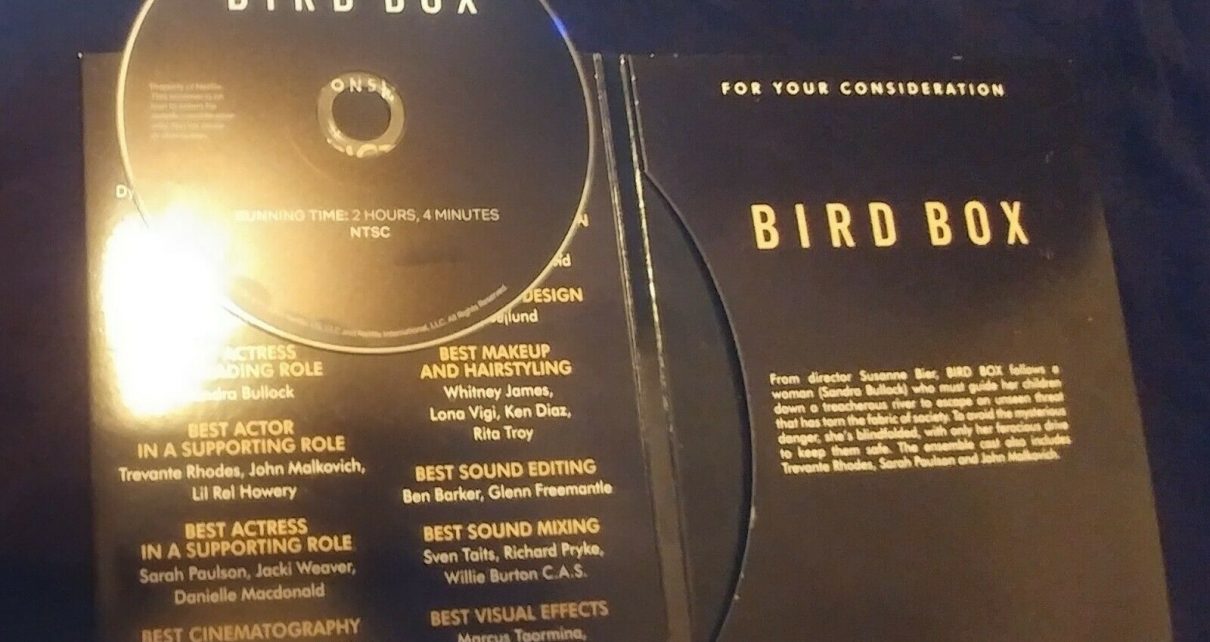 BIRD BOX
RUNNING TIME: 2 HOURS, 4 MINUTES
NTSC
Dy
N
id
DESIGN
lund
ACTRESS
DING ROLE
dra Bullock
BEST ACTOR
IN A SUPPORTING ROLE
Trevante Rhodes, John Malkovich,
Lil Rel Howery
BEST ACTRESS
IN A SUPPORTING ROLE
Sarah Paulson, Jacki Weaver,
Danielle Macdonald
BEST CINEMATOGRAPHY
BEST MAKEUP
AND HAIRSTYLING
Whitney James,
Lona Vigi, Ken Diaz,
Rita Troy
BEST SOUND EDITING
Ben Barker, Glenn Freemantle
BEST SOUND MIXING
Sven Taits, Richard Pryke,
Willie Burton C.A.S.
BEST VISUAL EFFECTS
Marcus Taormina,
FOR YOUR CONSIDERATION
BIRD BOX
From director Susanne Bier, BIRD BOX follows a
woman (Sandra Bullock) who must guide her children
down a treacherous river to escape an unseen threat
that has torn the fabric of society. To avoid the mysterious
danger, she's blindfolded, with only her ferocious drive
to keep them safe. The ensemble cast also includes
Trevante Rhodes, Sarah Paulson and John Malkovich.